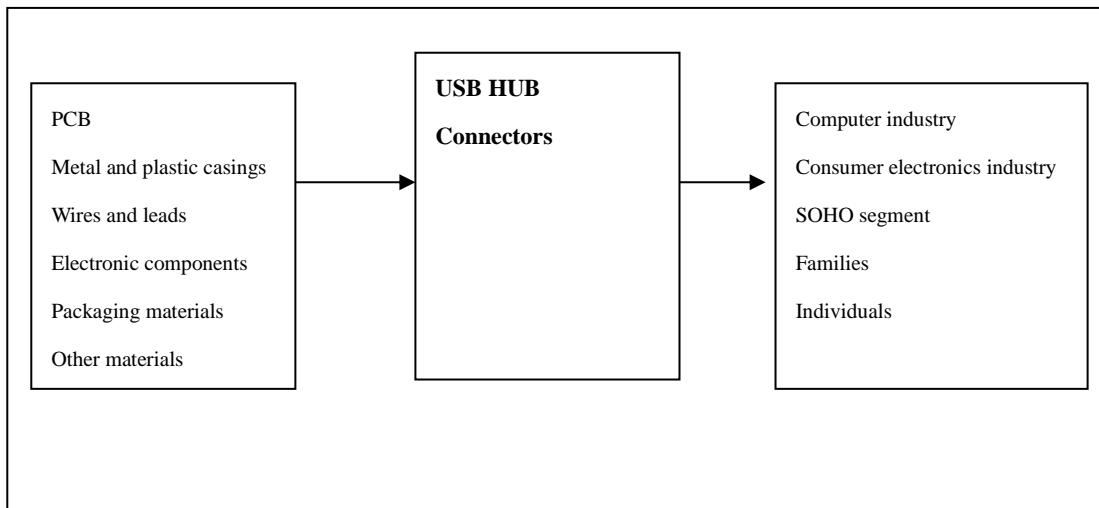 PCB
Metal and plastic casings
Wires and leads
Electronic components
Packaging materials
Other materials
USB HUB
Connectors
Computer industry
Consumer electronics industry
SOHO segment
Families
Individuals